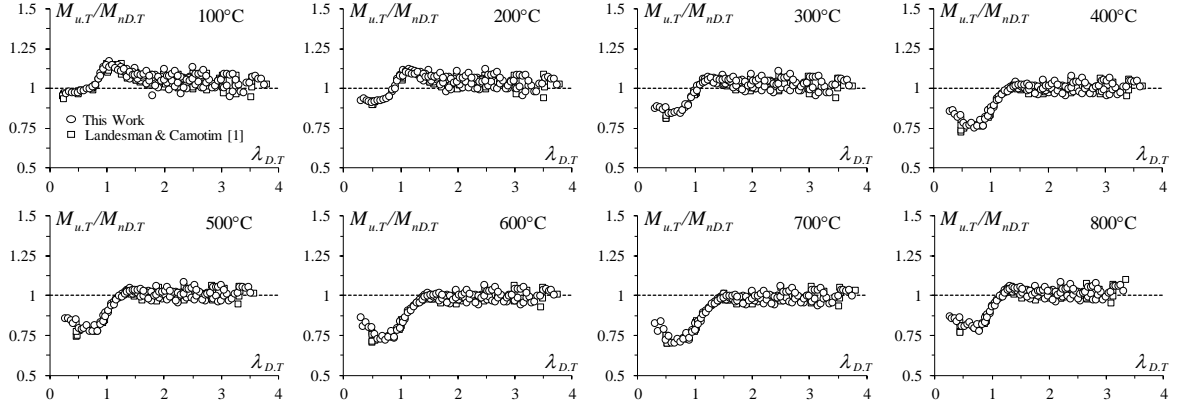 M_{u.T}/M_{nD.T} 100°C
1.5
1.25
1
0.75
0.5
○ This Work
□ Landesman & Camotim [1]
λ_{D.T}
0 1 2 3 4
M_{u.T}/M_{nD.T} 200°C
1.5
1.25
1
0.75
0.5
λ_{D.T}
0 1 2 3 4
M_{u.T}/M_{nD.T} 300°C
1.5
1.25
1
0.75
0.5
λ_{D.T}
0 1 2 3 4
M_{u.T}/M_{nD.T} 400°C
1.5
1.25
1
0.75
0.5
λ_{D.T}
0 1 2 3 4
M_{u.T}/M_{nD.T} 500°C
1.5
1.25
1
0.75
0.5
λ_{D.T}
0 1 2 3 4
M_{u.T}/M_{nD.T} 600°C
1.5
1.25
1
0.75
0.5
λ_{D.T}
0 1 2 3 4
M_{u.T}/M_{nD.T} 700°C
1.5
1.25
1
0.75
0.5
λ_{D.T}
0 1 2 3 4
M_{u.T}/M_{nD.T} 800°C
1.5
1.25
1
0.75
0.5
λ_{D.T}
0 1 2 3 4